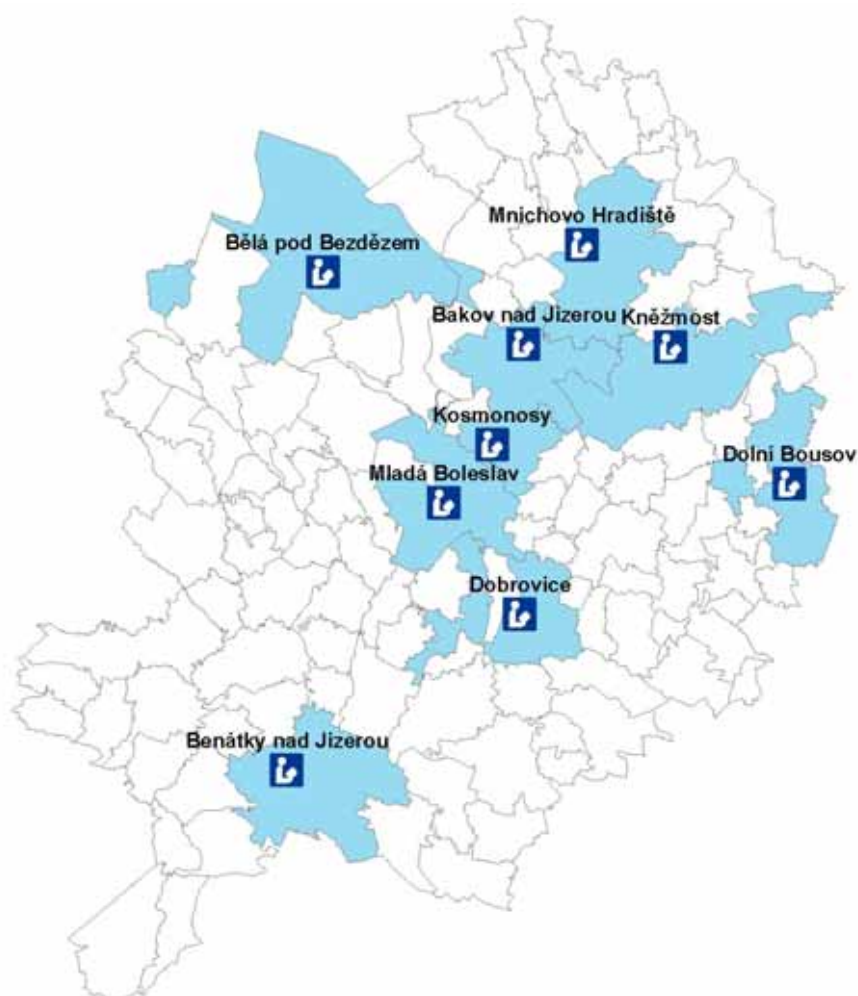 Mnichovo Hradiště
Bělá pod Bezdězem
Bakov nad Jizerou
Kněžmost
Kosmonosy
Dolní Bousov
Mladá Boleslav
Dobrovice
Benátky nad Jizerou